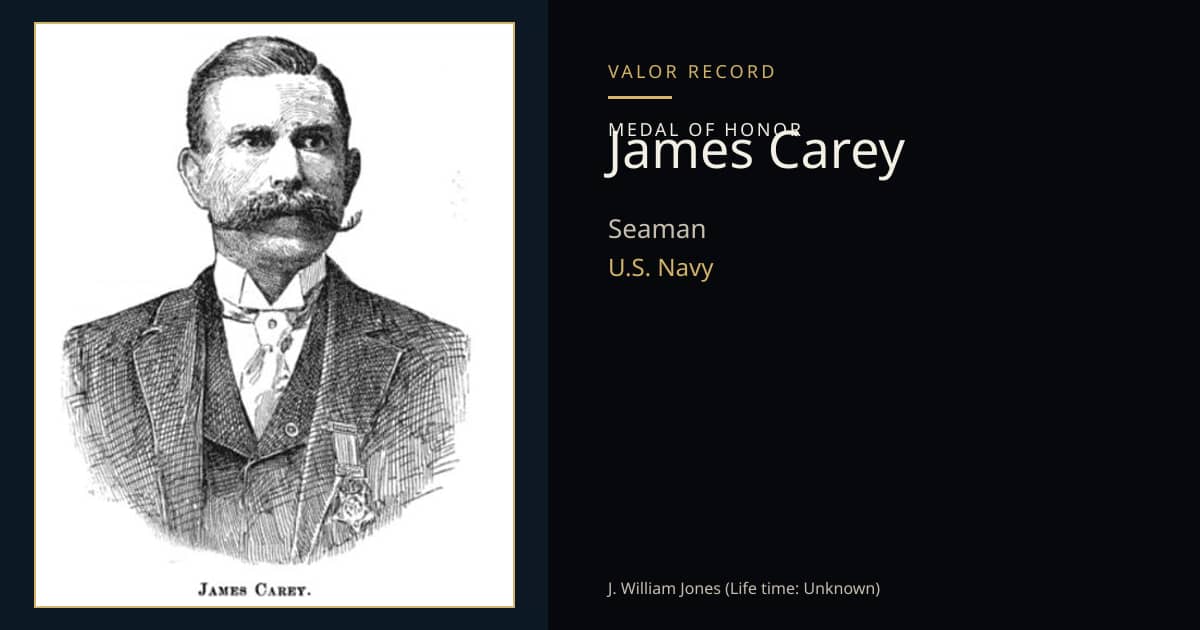 JAMES CAREY.
VALOR RECORD
MEDAL OF HONOR
James Carey
Seaman
U.S. Navy
J. William Jones (Life time: Unknown)